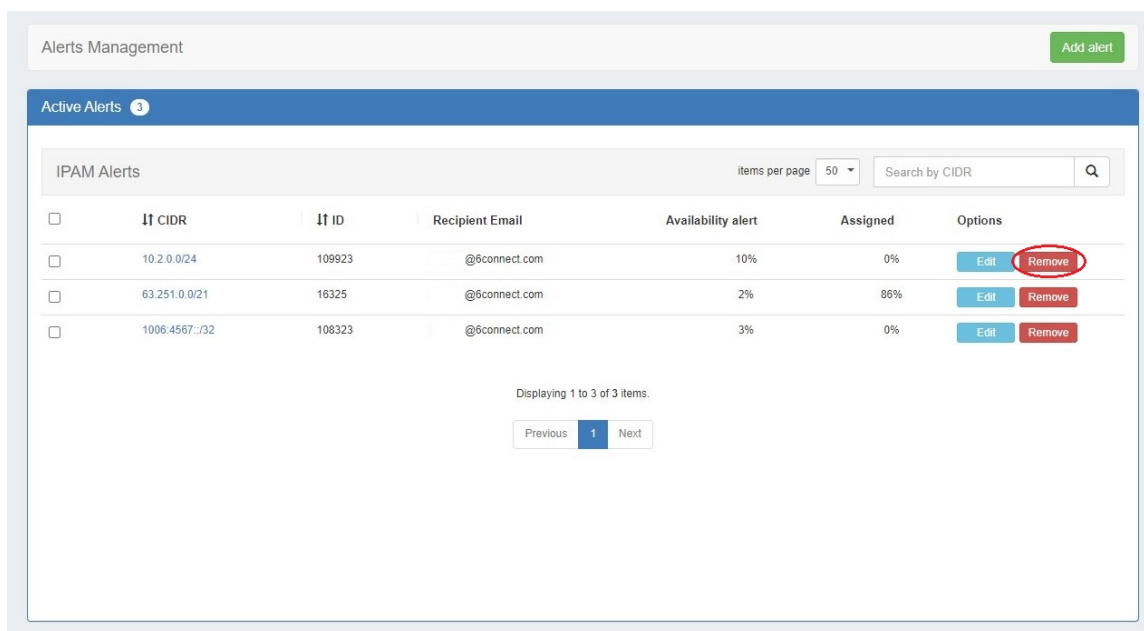 Alerts Management
Add alert
Active Alerts 3
IPAM Alerts
items per page 50 Search by CIDR
CIDR ID Recipient Email Availability alert Assigned Options
10.2.0.0/24 109923 @6connect.com 10% 0% Edit Remove
63.251.0.0/21 16325 @6connect.com 2% 86% Edit Remove
1006:4567::/32 108323 @6connect.com 3% 0% Edit Remove
Displaying 1 to 3 of 3 items.
Previous 1 Next